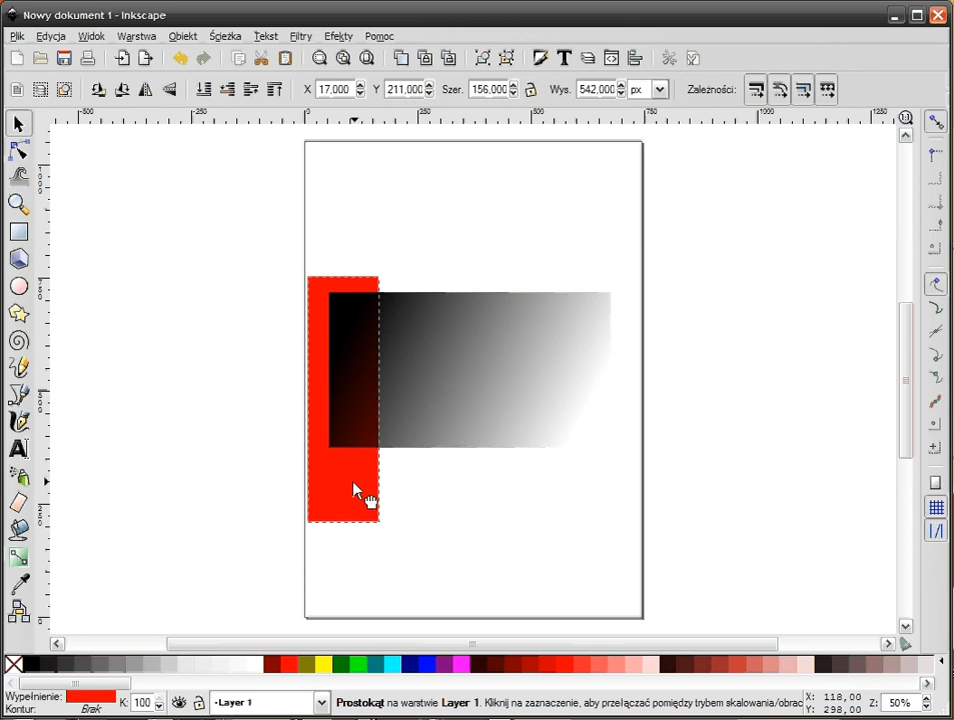 Nowy dokument 1 - Inkscape
Plik Edycja Widok Warstwa Obiekt Ścieżka Tekst Filtry Efekty Pomoc
X 17,000 Y 211,000 Szer. 156,000 Wys. 542,000 px Zależności:
Wypełnienie: K: 100 -Layer 1 Prostokąt na warstwie Layer 1. Kliknij na zaznaczenie, aby przełączać pomiędzy trybem skalowania/obrac X: 118,00 Z: 50%
Kontur: Brak Y: 298,00